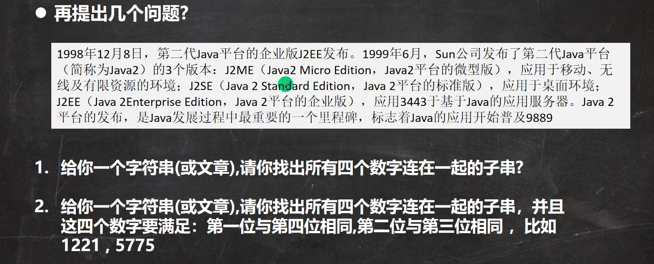 ● 再提出几个问题?
1998年12月8日，第二代Java平台的企业版J2EE发布。1999年6月，Sun公司发布了第二代Java平台
（简称为Java2）的3个版本：J2ME（Java2 Micro Edition，Java2平台的微型版），应用于移动、无
线及有限资源的环境；J2SE（Java 2 Standard Edition，Java 2平台的标准版），应用于桌面环境；
J2EE（Java 2Enterprise Edition，Java 2平台的企业版），应用3443于基于Java的应用服务器。Java 2
平台的发布，是Java发展过程中最重要的一个里程碑，标志着Java的应用开始普及9889
1. 给你一个字符串(或文章),请你找出所有四个数字连在一起的子串?
2. 给你一个字符串(或文章),请你找出所有四个数字连在一起的子串，并且
这四个数字要满足：第一位与第四位相同,第二位与第三位相同 ，比如
1221 , 5775